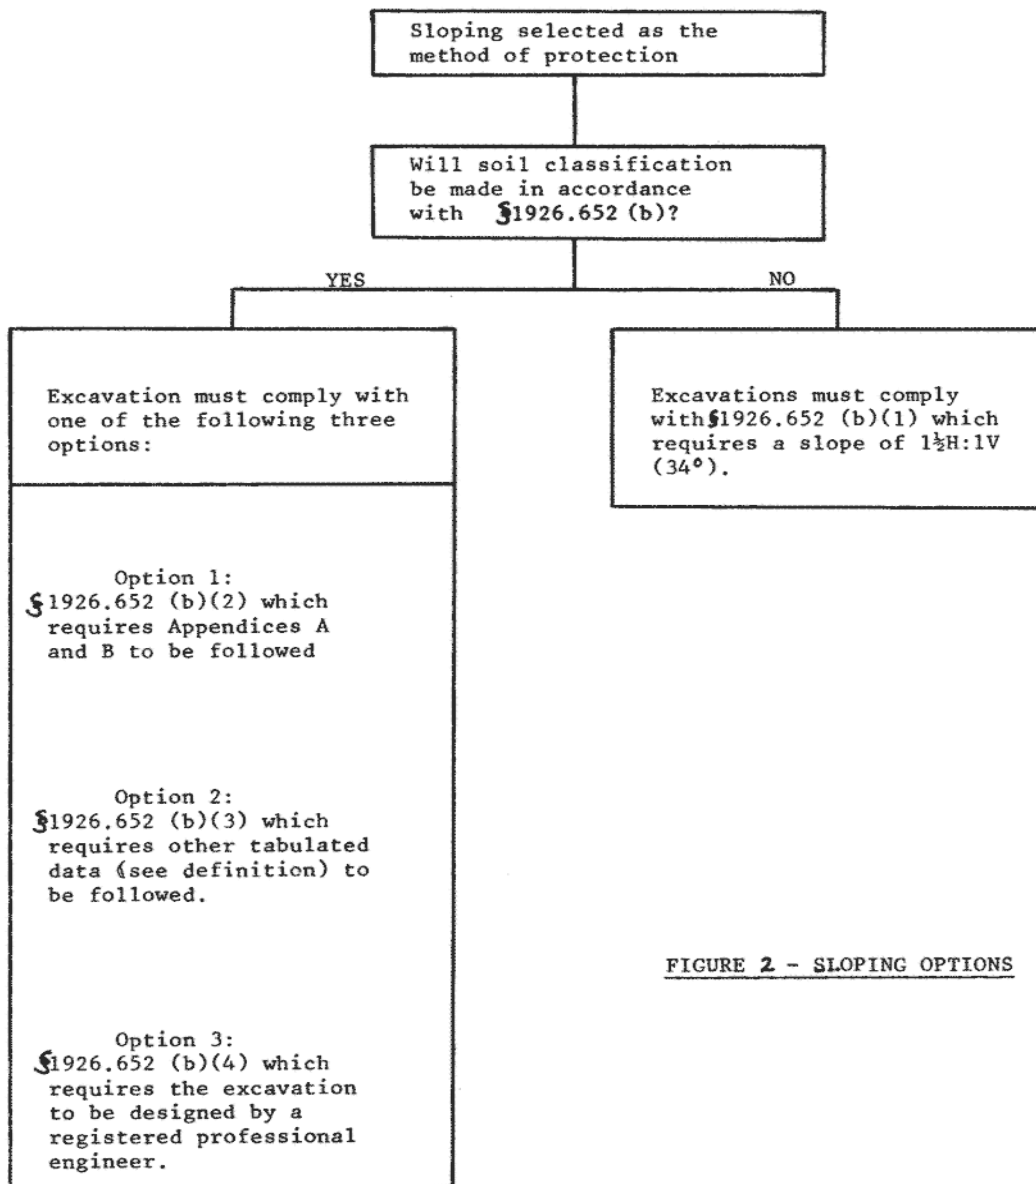 Sloping selected as the
method of protection
Will soil classification
be made in accordance
with §1926.652 (b)?
YES
NO
Excavation must comply with
one of the following three
options:
Excavations must comply
with §1926.652 (b)(1) which
requires a slope of 1½H:1V
(34°).
Option 1:
§1926.652 (b)(2) which
requires Appendices A
and B to be followed
Option 2:
§1926.652 (b)(3) which
requires other tabulated
data (see definition) to
be followed.
Option 3:
§1926.652 (b)(4) which
requires the excavation
to be designed by a
registered professional
engineer.
FIGURE 2 - SLOPING OPTIONS